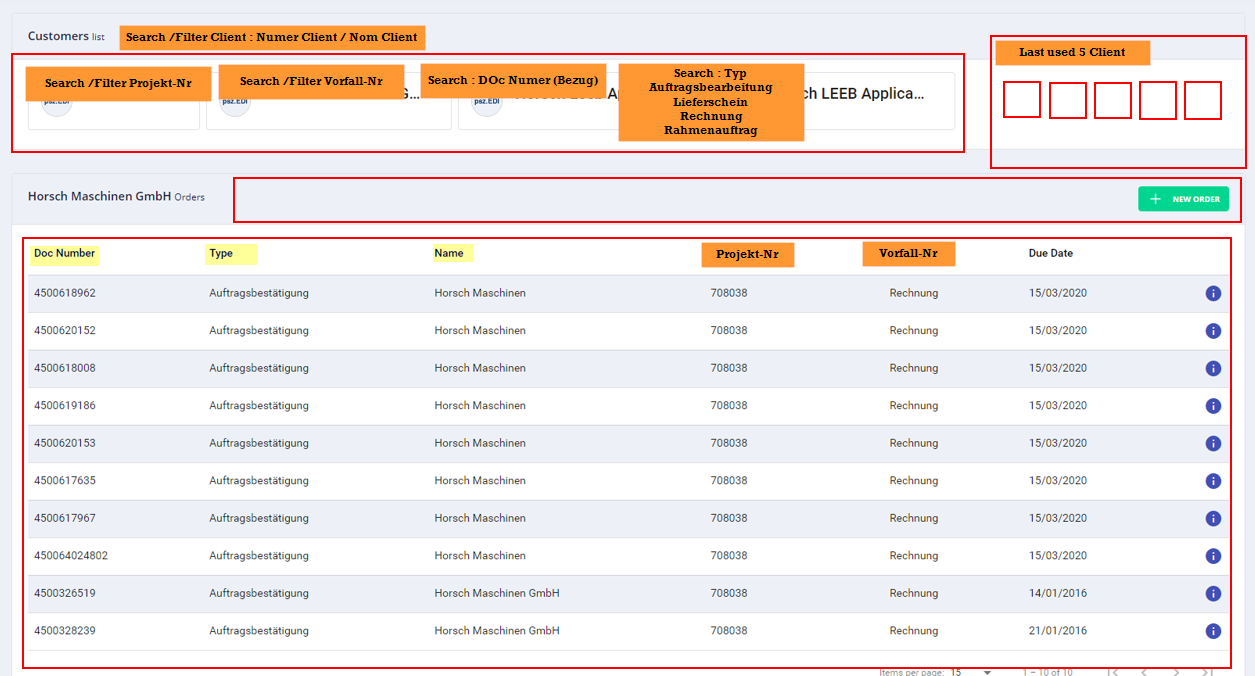 Customers list
Search /Filter Client : Numer Client / Nom Client
Last used 5 Client
Search /Filter Projekt-Nr
Search /Filter Vorfall-Nr
Search : DOc Numer (Bezug)
Search : Typ
Auftragsbearbeitung
Lieferschein
Rechnung
Rahmenauftrag
psz.EDI
psz.EDI G...
psz.EDI
ch LEEB Applica...
Horsch Maschinen GmbH Orders
+ NEW ORDER
Doc Number Type Name Projekt-Nr Vorfall-Nr Due Date
4500618962 Auftragsbestätigung Horsch Maschinen 708038 Rechnung 15/03/2020
4500620152 Auftragsbestätigung Horsch Maschinen 708038 Rechnung 15/03/2020
4500618008 Auftragsbestätigung Horsch Maschinen 708038 Rechnung 15/03/2020
4500619186 Auftragsbestätigung Horsch Maschinen 708038 Rechnung 15/03/2020
4500620153 Auftragsbestätigung Horsch Maschinen 708038 Rechnung 15/03/2020
4500617635 Auftragsbestätigung Horsch Maschinen 708038 Rechnung 15/03/2020
4500617967 Auftragsbestätigung Horsch Maschinen 708038 Rechnung 15/03/2020
450064024802 Auftragsbestätigung Horsch Maschinen 708038 Rechnung 15/03/2020
4500326519 Auftragsbestätigung Horsch Maschinen GmbH 708038 Rechnung 14/01/2016
4500328239 Auftragsbestätigung Horsch Maschinen GmbH 708038 Rechnung 21/01/2016
Items per page: 15 1 – 10 of 10